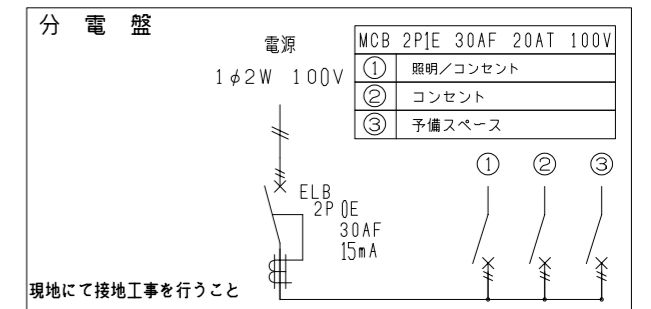 分 電 盤
電源
1φ2W 100V
MCB 2P1E 30AF 20AT 100V
① 照明/コンセント
② コンセント
③ 予備スペース
① ② ③
ELB
2P 0E
30AF
15mA
現地にて接地工事を行うこと